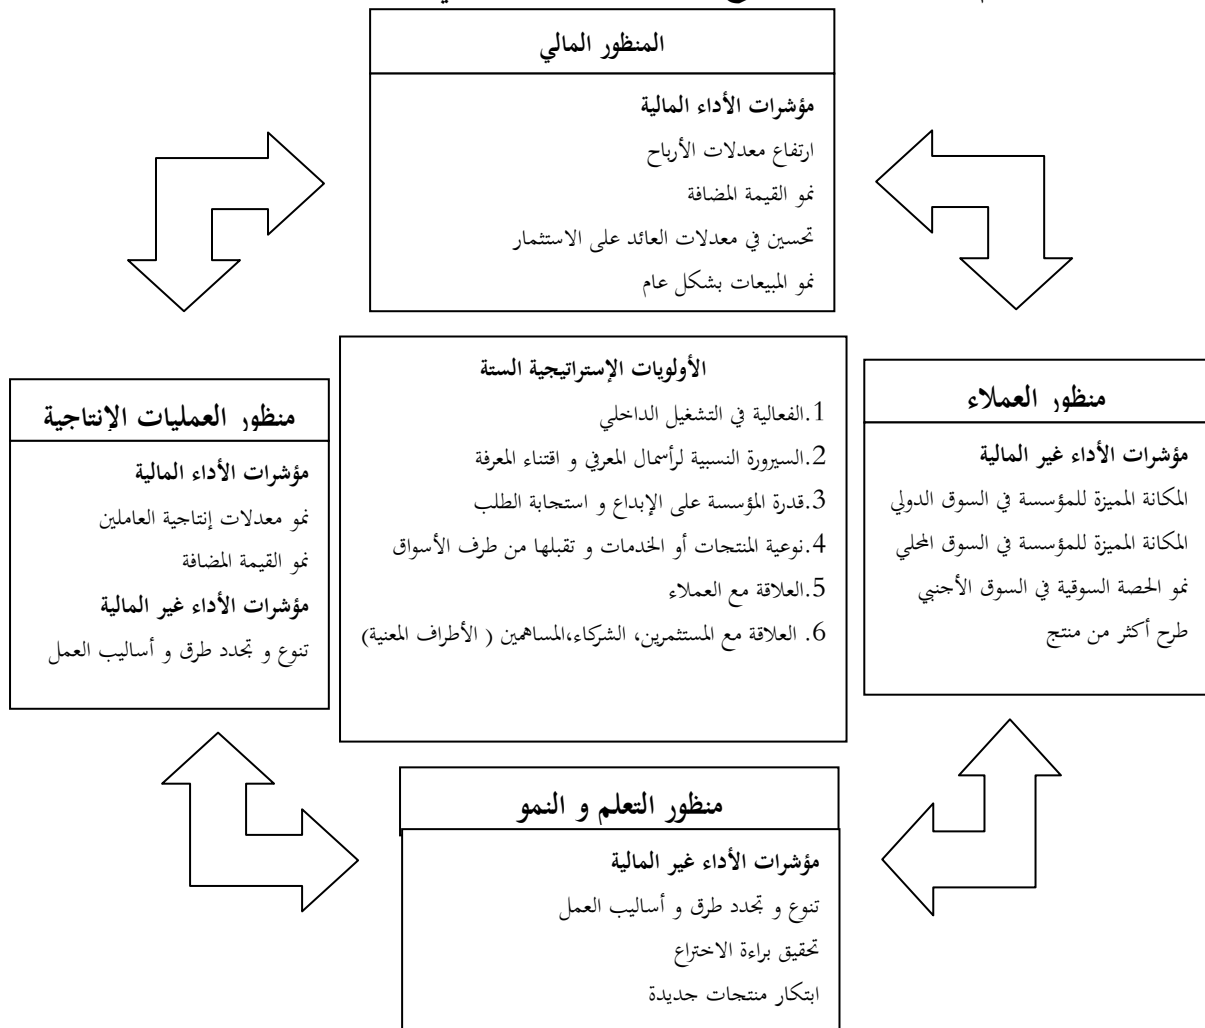 المنظور المالي
مؤشرات الأداء المالية
ارتفاع معدلات الأرباح
نمو القيمة المضافة
تحسين في معدلات العائد على الاستثمار
نمو المبيعات بشكل عام
منظور العملاء
مؤشرات الأداء غير المالية
المكانة المميزة للمؤسسة في السوق الدولي
المكانة المميزة للمؤسسة في السوق المحلي
نمو الحصة السوقية في السوق الأجنبي
طرح أكثر من منتج
الأولويات الإستراتيجية الستة
1.الفعالية في التشغيل الداخلي
2.السيرورة النسبية لرأسمال المعرفي و اقتناء المعرفة
3.قدرة المؤسسة على الإبداع و استجابة الطلب
4.نوعية المنتجات أو الخدمات و تقبلها من طرف الأسواق
5.العلاقة مع العملاء
6. العلاقة مع المستثمرين، الشركاء،المساهمين ( الأطراف المعنية)
منظور العمليات الإنتاجية
مؤشرات الأداء المالية
نمو معدلات إنتاجية العاملين
نمو القيمة المضافة
مؤشرات الأداء غير المالية
تنوع و تجدد طرق و أساليب العمل
منظور التعلم و النمو
مؤشرات الأداء غير المالية
تنوع و تجدد طرق و أساليب العمل
تحقيق براءة الاختراع
ابتكار منتجات جديدة